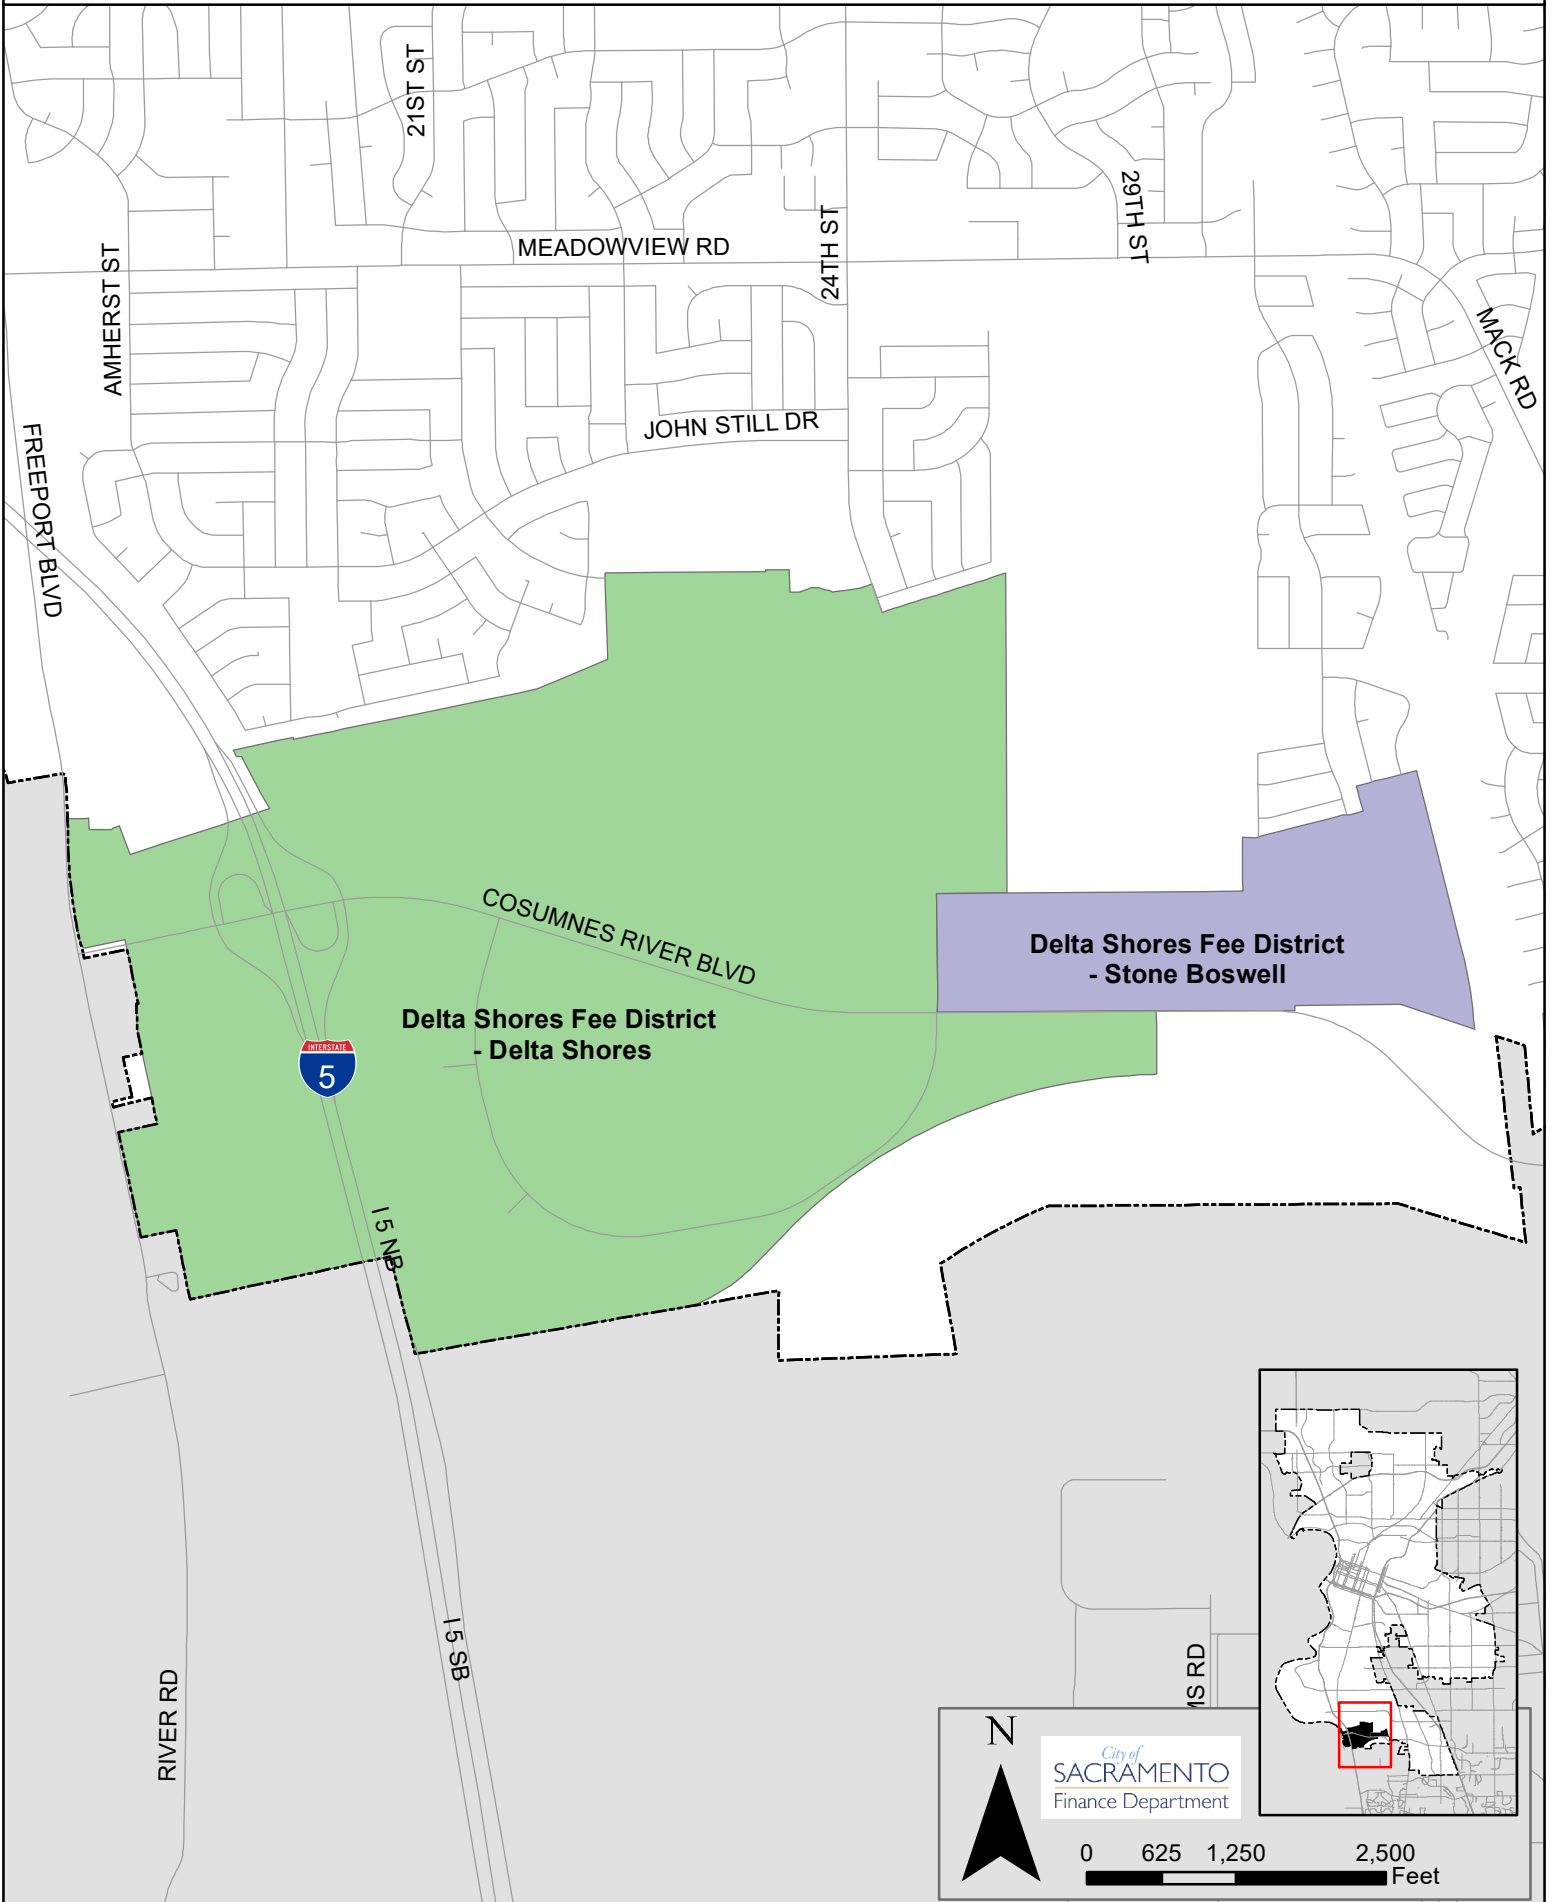 21ST ST
29TH ST
24TH ST
MEADOWVIEW RD
AMHERST ST
MACK RD
JOHN STILL DR
FREEPORT BLVD
COSUMNES RIVER BLVD
Delta Shores Fee District
- Stone Boswell
Delta Shores Fee District
- Delta Shores
INTERSTATE
5
I 5 NB
I 5 SB
RIVER RD
MS RD
N
City of
SACRAMENTO
Finance Department
0 625 1,250 2,500
Feet